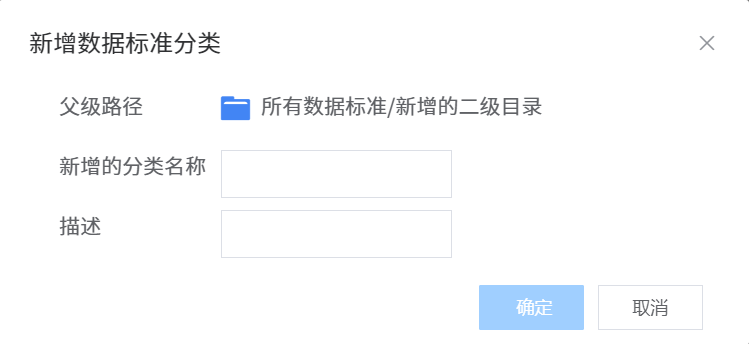 新增数据标准分类
父级路径 所有数据标准/新增的二级目录
新增的分类名称
描述
确定 取消